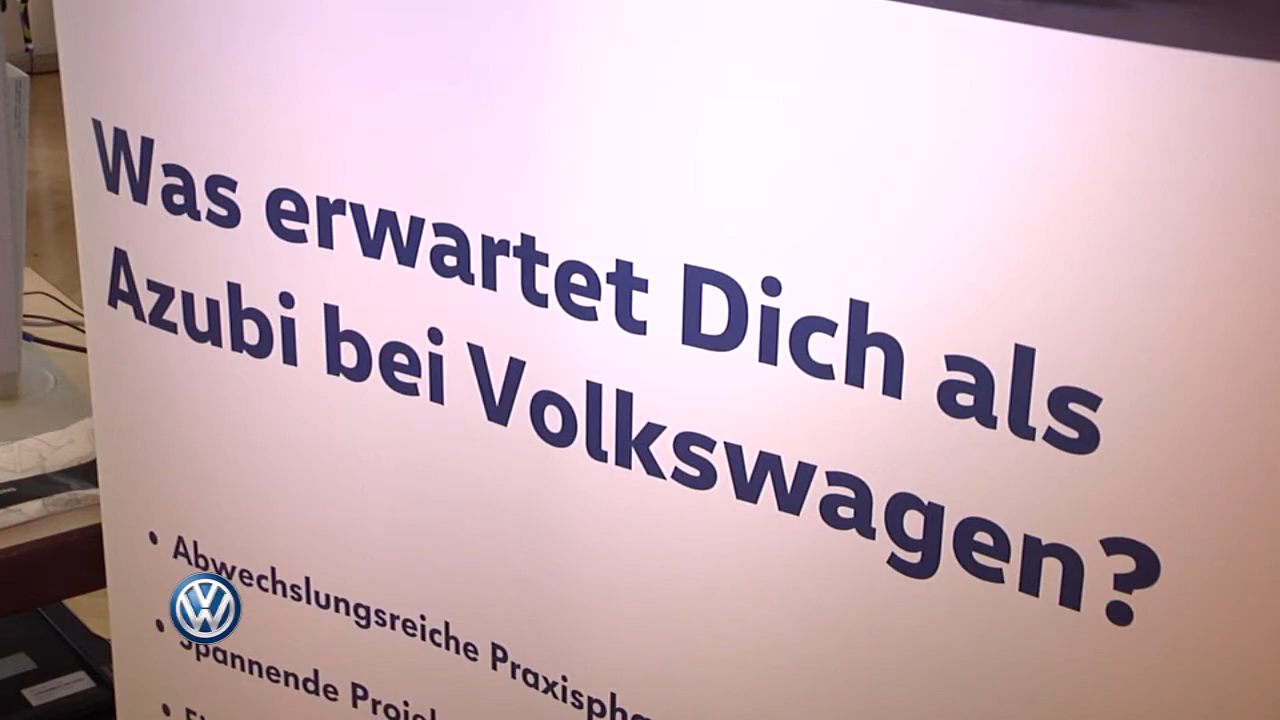 Was erwartet Dich als
Azubi bei Volkswagen?
• Abwechslungsreiche
• Spannende